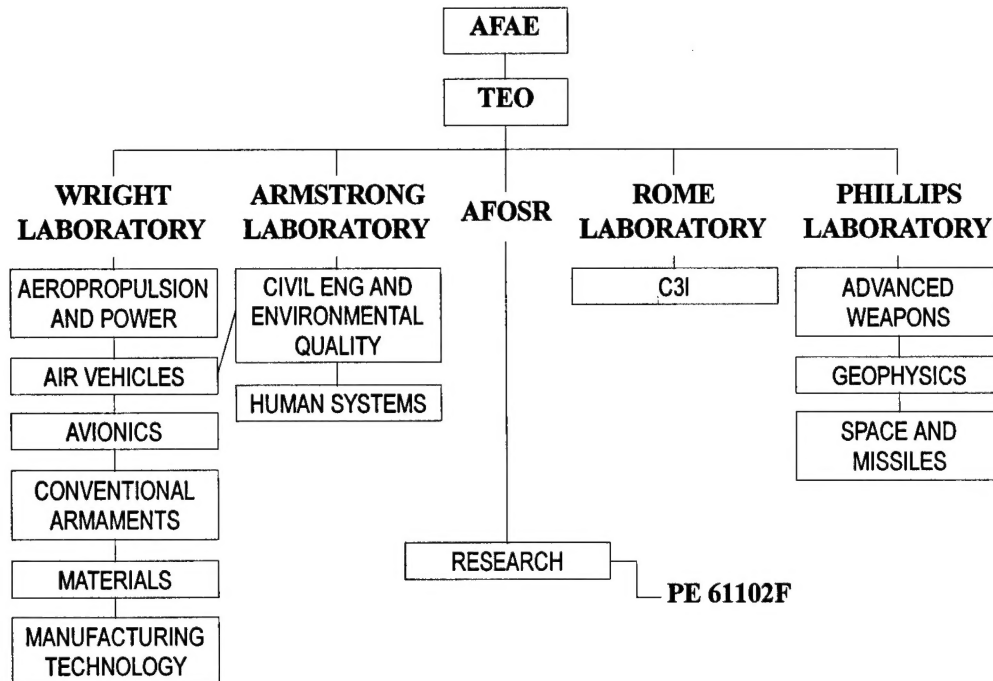 AFAE
TEO
WRIGHT
LABORATORY
AEROPROPULSION
AND POWER
AIR VEHICLES
AVIONICS
CONVENTIONAL
ARMAMENTS
MATERIALS
MANUFACTURING
TECHNOLOGY
ARMSTRONG
LABORATORY
CIVIL ENG AND
ENVIRONMENTAL
QUALITY
HUMAN SYSTEMS
AFOSR
RESEARCH
PE 61102F
ROME
LABORATORY
C3I
PHILLIPS
LABORATORY
ADVANCED
WEAPONS
GEOPHYSICS
SPACE AND
MISSILES